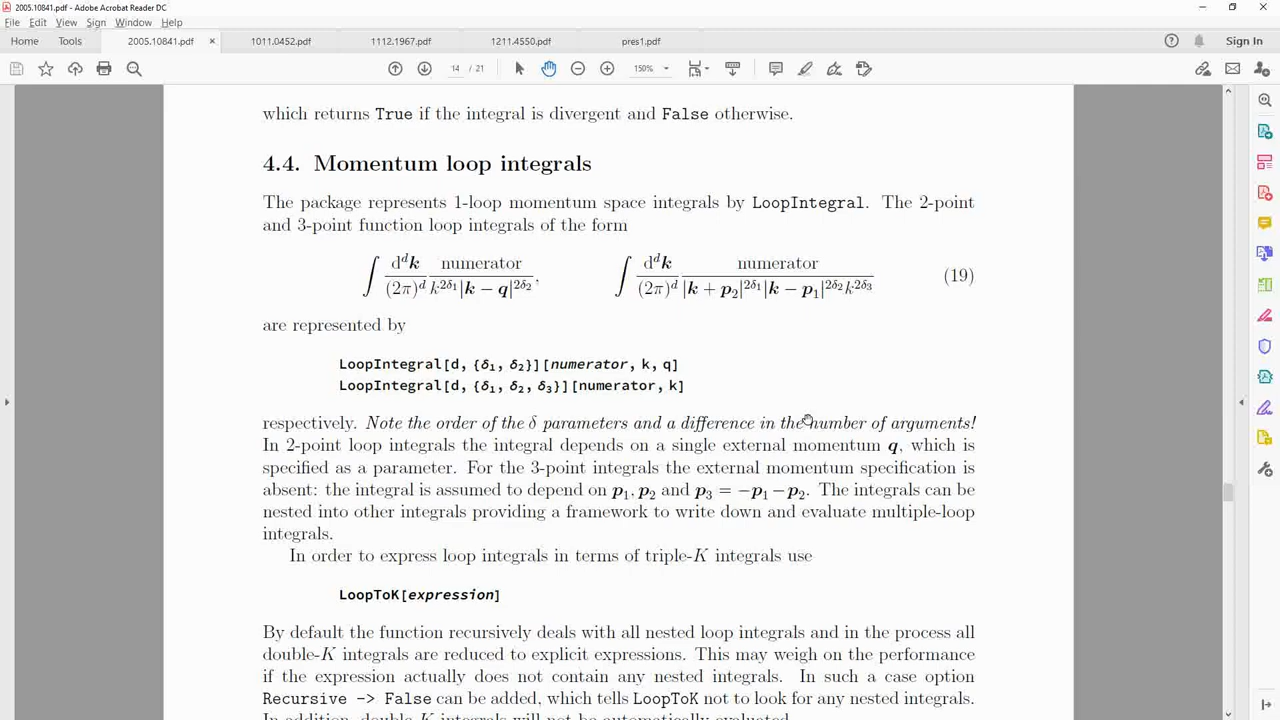 2005.10841.pdf - Adobe Acrobat Reader DC
File Edit View Sign Window Help
Home Tools 2005.10841.pdf × 1011.0452.pdf 1112.1967.pdf 1211.4550.pdf pres1.pdf Sign In
14 / 21 150%
which returns True if the integral is divergent and False otherwise.
4.4. Momentum loop integrals
The package represents 1-loop momentum space integrals by LoopIntegral. The 2-point
and 3-point function loop integrals of the form
∫ dᵈk/(2π)ᵈ numerator/(k^{2δ₁}|k − q|^{2δ₂}), ∫ dᵈk/(2π)ᵈ numerator/(|k + p₂|^{2δ₁}|k − p₁|^{2δ₂}k^{2δ₃}) (19)
are represented by
LoopIntegral[d, {δ₁, δ₂}][numerator, k, q]
LoopIntegral[d, {δ₁, δ₂, δ₃}][numerator, k]
respectively. Note the order of the δ parameters and a difference in the number of arguments!
In 2-point loop integrals the integral depends on a single external momentum q, which is
specified as a parameter. For the 3-point integrals the external momentum specification is
absent: the integral is assumed to depend on p₁, p₂ and p₃ = −p₁−p₂. The integrals can be
nested into other integrals providing a framework to write down and evaluate multiple-loop
integrals.
In order to express loop integrals in terms of triple-K integrals use
LoopToK[expression]
By default the function recursively deals with all nested loop integrals and in the process all
double-K integrals are reduced to explicit expressions. This may weigh on the performance
if the expression actually does not contain any nested integrals. In such a case option
Recursive -> False can be added, which tells LoopToK not to look for any nested integrals.
In addition, double-K integrals will not be automatically evaluated.